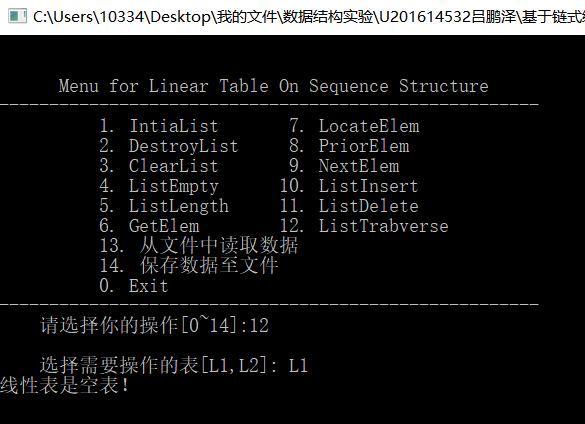 C:\Users\10334\Desktop\我的文件\数据结构实验\U201614532吕鹏泽\基于链式
Menu for Linear Table On Sequence Structure
1. IntiaList 7. LocateElem
2. DestroyList 8. PriorElem
3. ClearList 9. NextElem
4. ListEmpty 10. ListInsert
5. ListLength 11. ListDelete
6. GetElem 12. ListTrabverse
13. 从文件中读取数据
14. 保存数据至文件
0. Exit
请选择你的操作[0~14]:12
选择需要操作的表[L1,L2]: L1
线性表是空表!